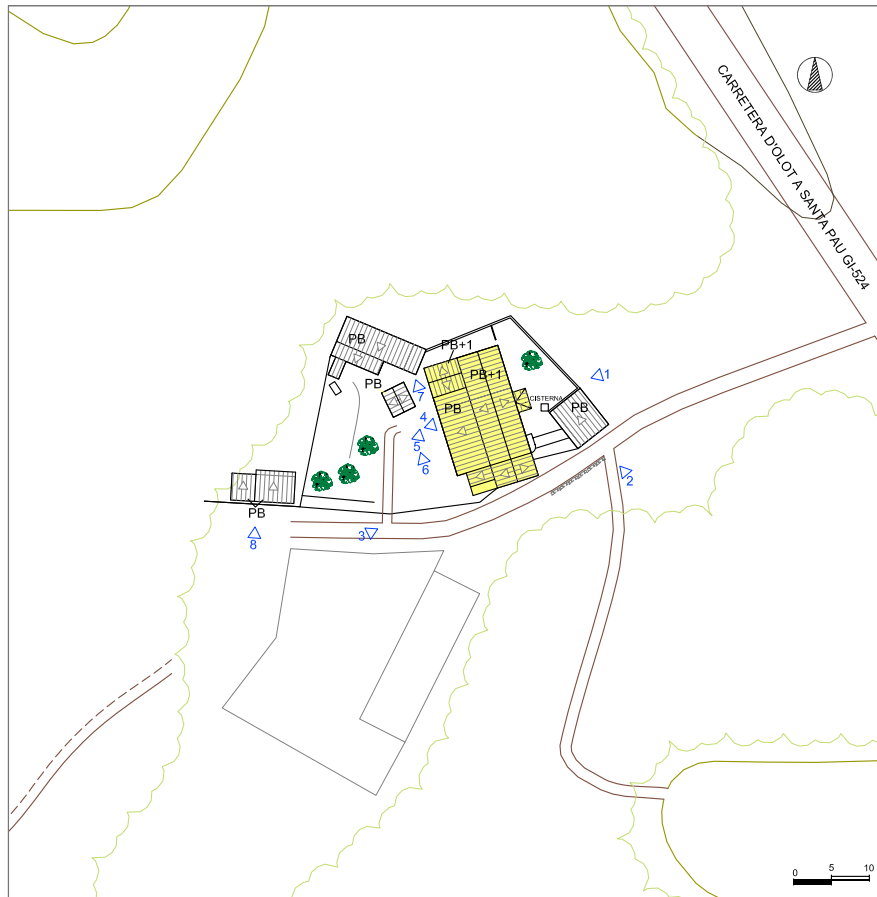 CARRETERA D'OLOT A SANTA PAU GI-524
PB
PB+1
PB+1
1
PB
7
PB
CISTERNA
PB
4
5
6
2
PB
3
8
0 5 10